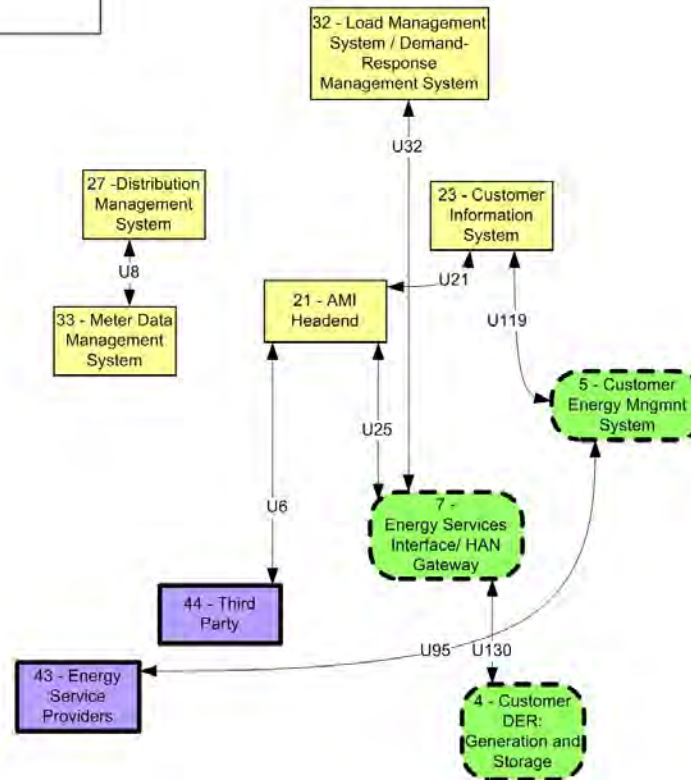 32 - Load Management
System / Demand-
Response
Management System
U32
27 -Distribution
Management
System
23 - Customer
Information
System
U8
U21
21 - AMI
Headend
33 - Meter Data
Management
System
U119
5 - Customer
Energy Mngmnt
System
U25
U6
7 -
Energy Services
Interface/ HAN
Gateway
44 - Third
Party
U95
U130
43 - Energy
Service
Providers
4 - Customer
DER:
Generation and
Storage